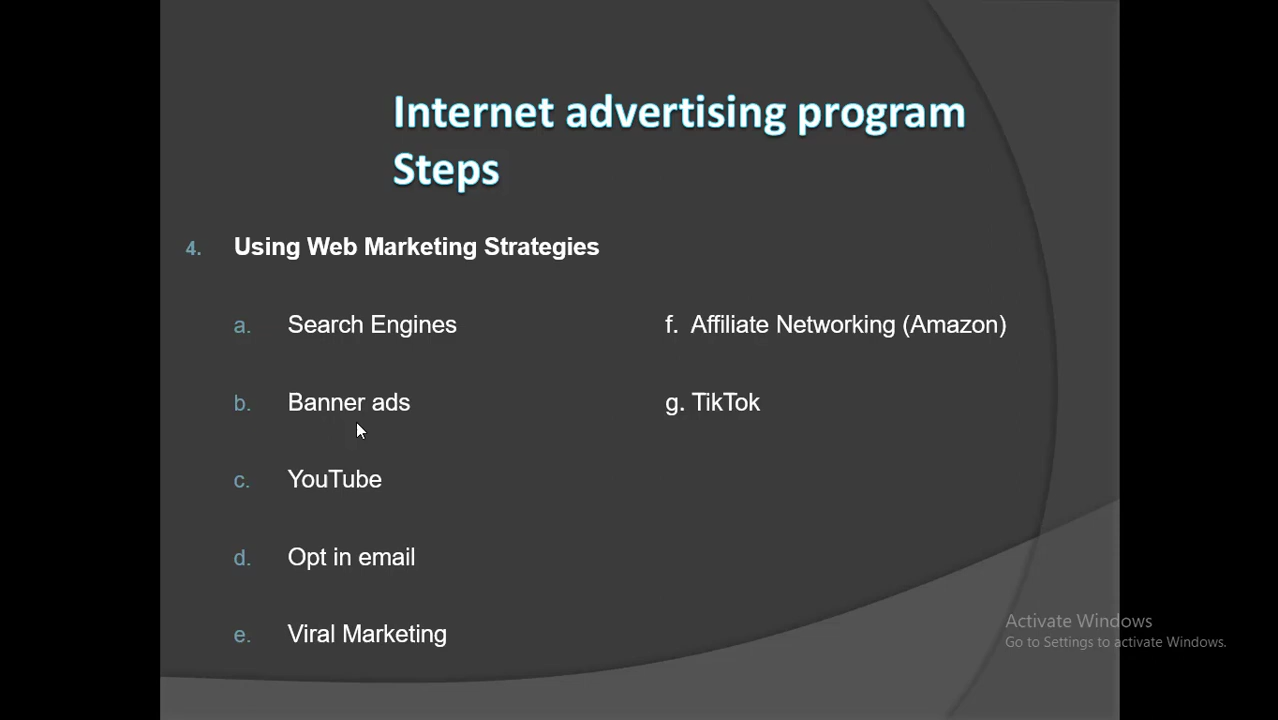 Internet advertising program
Steps
4. Using Web Marketing Strategies
a. Search Engines
b. Banner ads
c. YouTube
d. Opt in email
e. Viral Marketing
f. Affiliate Networking (Amazon)
g. TikTok
Activate Windows
Go to Settings to activate Windows.